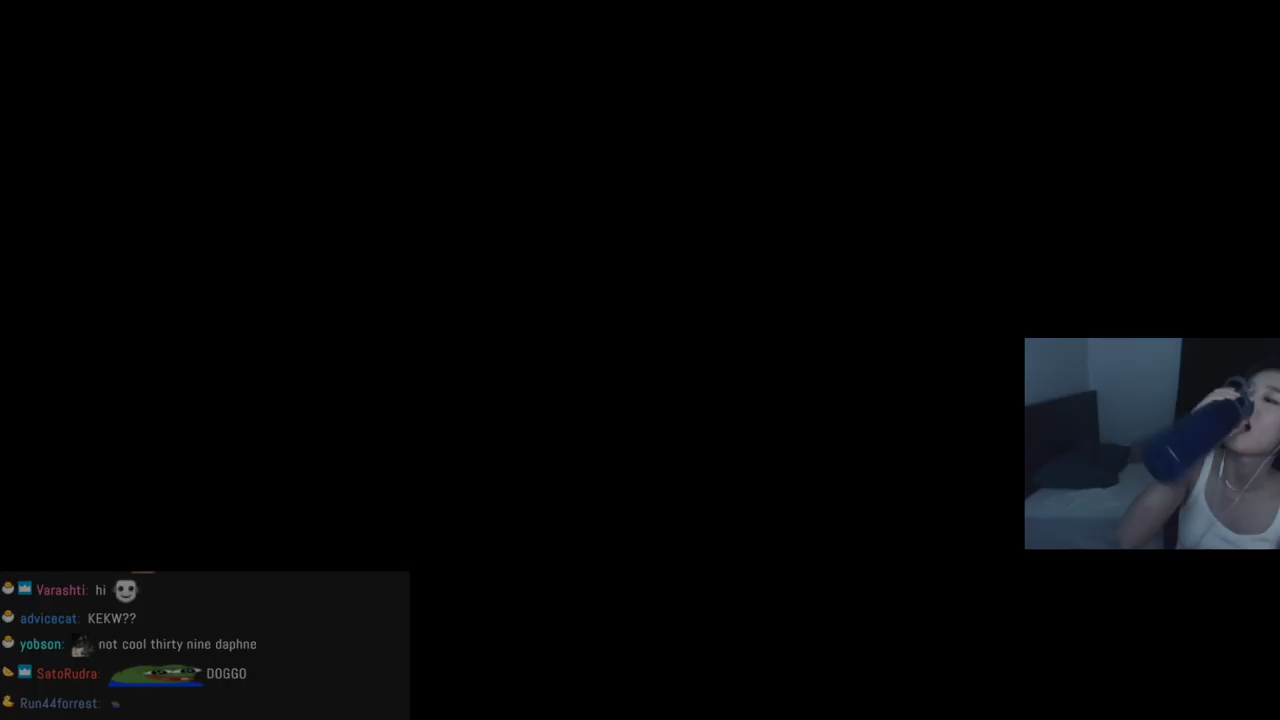 Varashti: hi
advicecat: KEKW??
yobson: not cool thirty nine daphne
SatoRudra: DOGGO
Run44forrest: